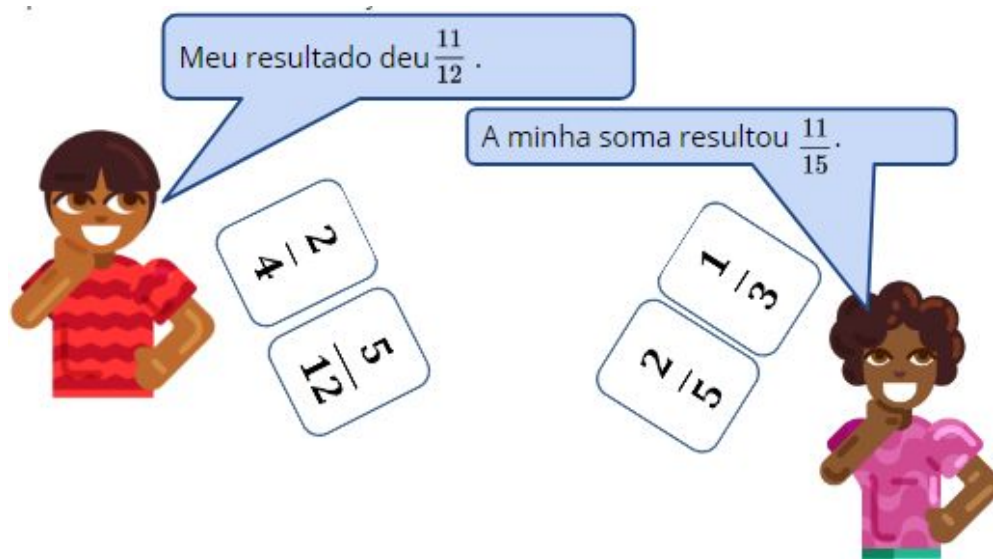 Meu resultado deu 11/12 .
A minha soma resultou 11/15.
2/4
5/12
1/3
2/5